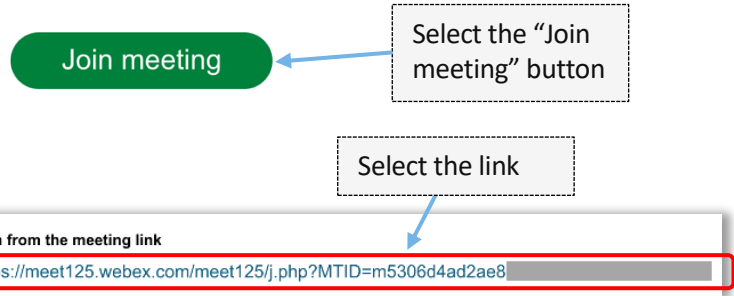 Join meeting
Select the “Join
meeting” button
Select the link
from the meeting link
s://meet125.webex.com/meet125/j.php?MTID=m5306d4ad2ae8